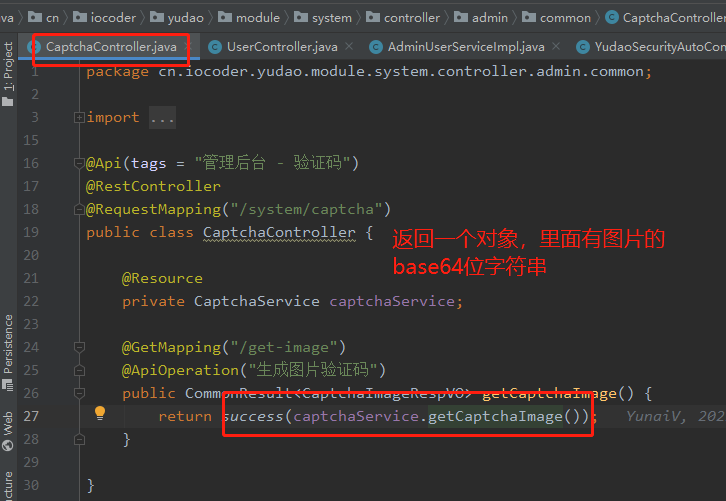 ava cn iocoder yudao module system controller admin common CaptchaController
CaptchaController.java UserController.java AdminUserServiceImpl.java YudaoSecurityAutoCon
1: Project
Persistence
Web
1 package cn.iocoder.yudao.module.system.controller.admin.common;
2
3 import ...
15
16 @Api(tags = "管理后台 - 验证码")
17 @RestController
18 @RequestMapping("/system/captcha")
19 public class CaptchaController {
返回一个对象，里面有图片的
base64位字符串
20
21 @Resource
22 private CaptchaService captchaService;
23
24 @GetMapping("/get-image")
25 @ApiOperation("生成图片验证码")
26 public CommonResult<CaptchaImageRespVO> getCaptchaImage() {
27 return success(captchaService.getCaptchaImage()); YunaiV, 202
28 }
29
30 }